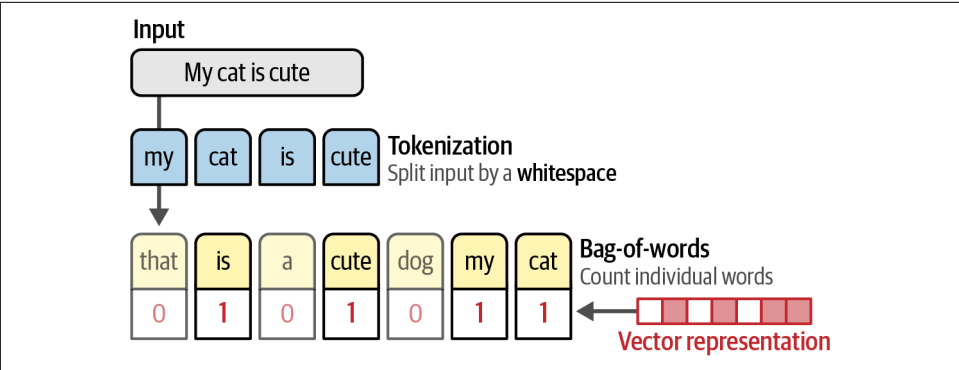 Input
My cat is cute
my cat is cute
Tokenization
Split input by a whitespace
that is a cute dog my cat
0 1 0 1 0 1 1
Bag-of-words
Count individual words
Vector representation